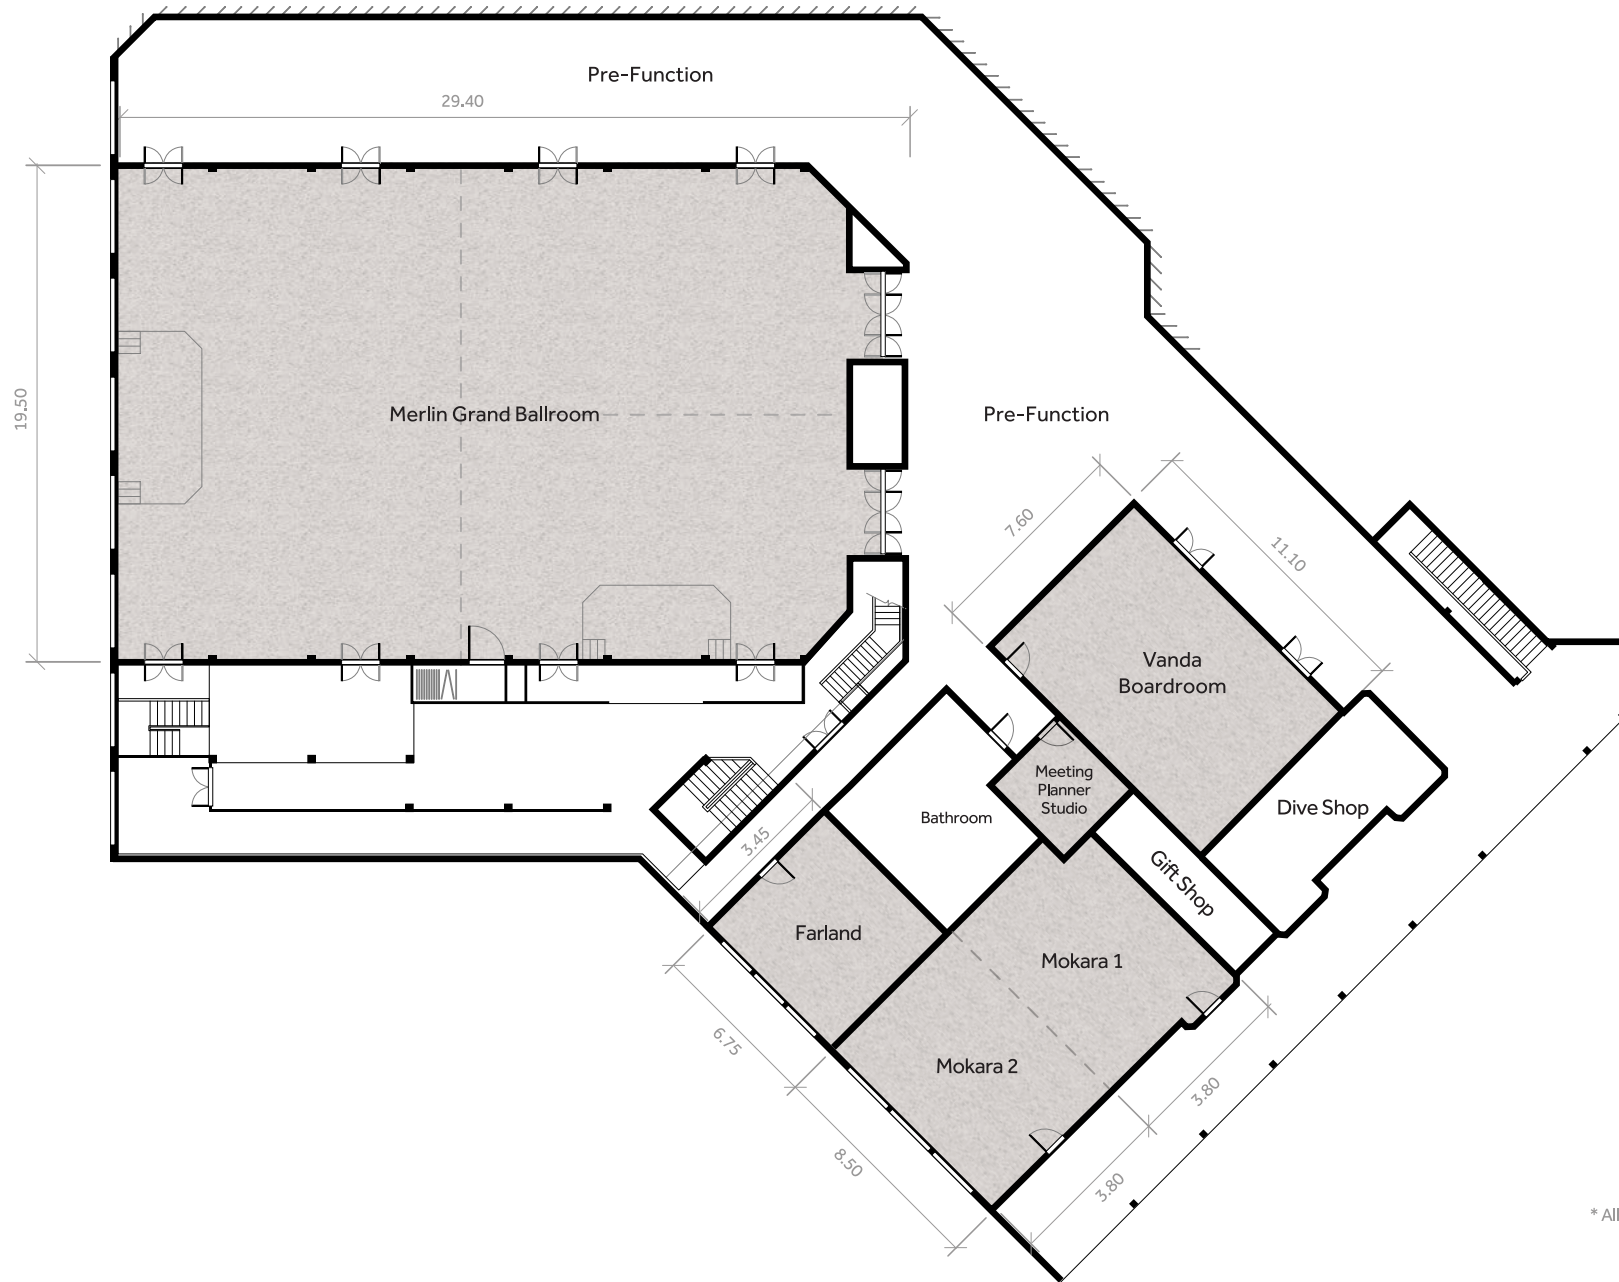 Pre-Function
29.40
19.50
Merlin Grand Ballroom
Pre-Function
7.60
11.10
Vanda
Boardroom
Meeting
Planner
Studio
Bathroom
Dive Shop
3.45
Gift Shop
Farland
Mokara 1
6.75
Mokara 2
3.80
8.50
3.80
* All